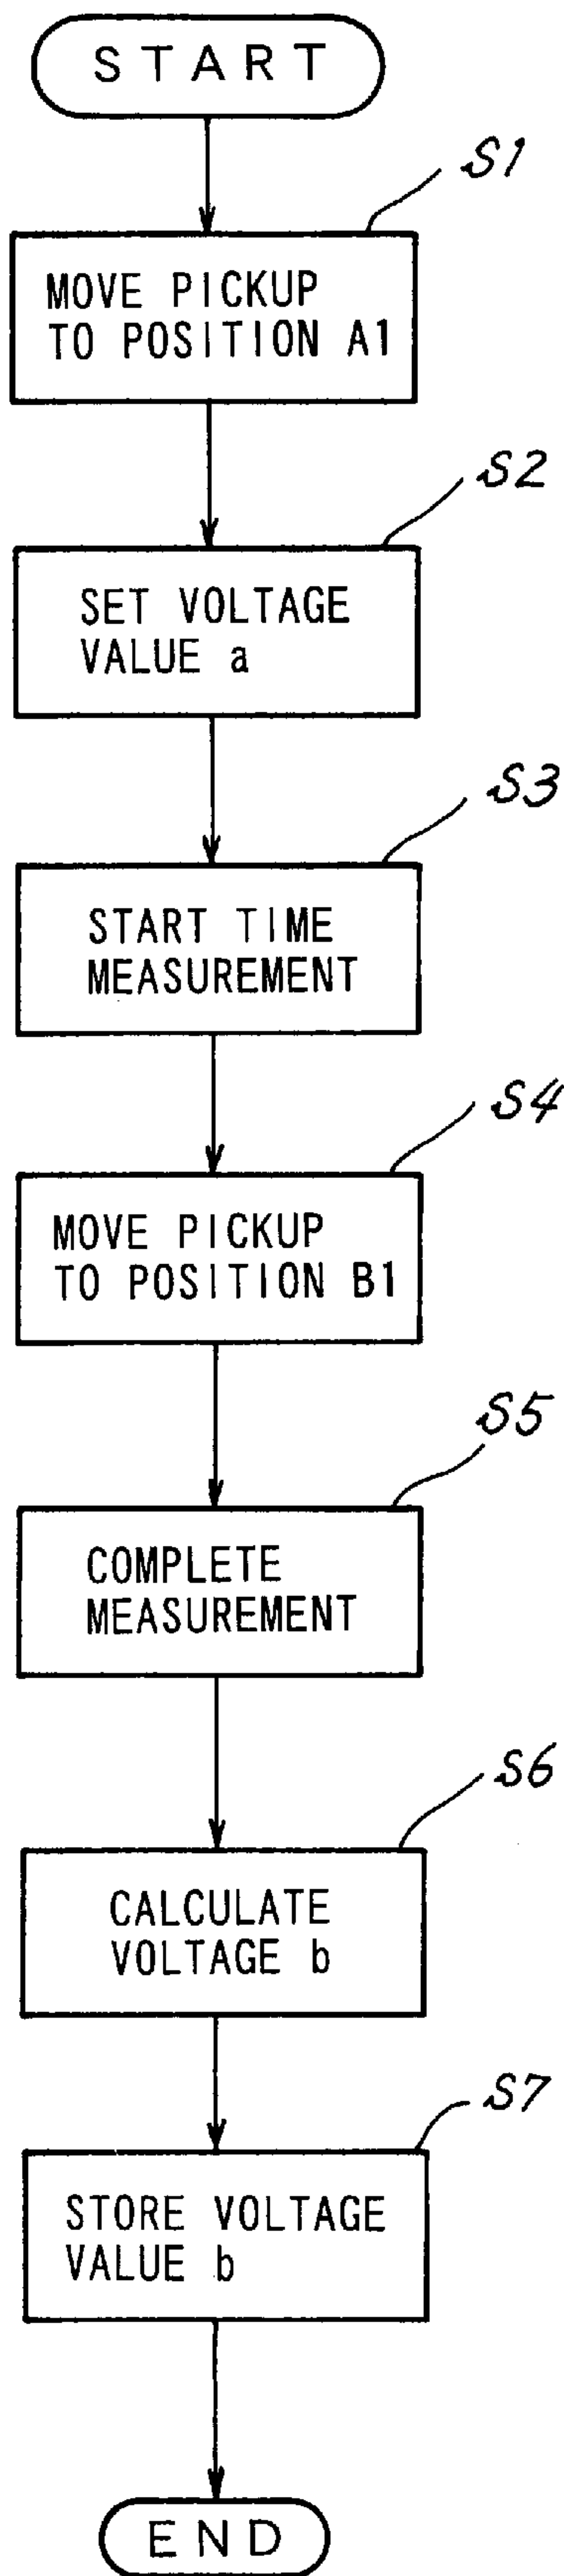 START
S1
MOVE PICKUP
TO POSITION A1
S2
SET VOLTAGE
VALUE a
S3
START TIME
MEASUREMENT
S4
MOVE PICKUP
TO POSITION B1
S5
COMPLETE
MEASUREMENT
S6
CALCULATE
VOLTAGE b
S7
STORE VOLTAGE
VALUE b
END